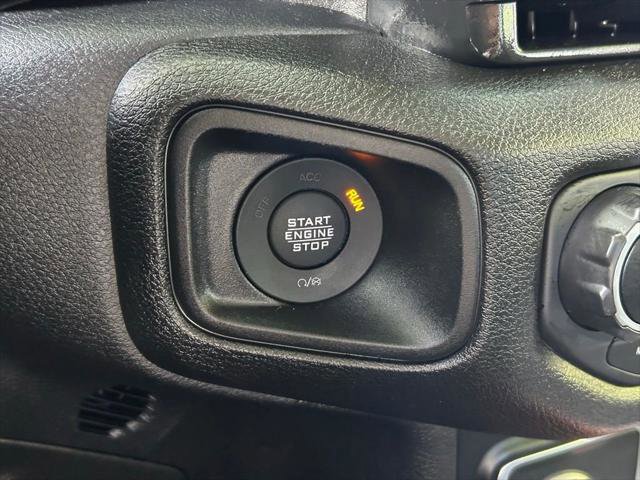 ACC
OFF
RUN
START
ENGINE
STOP